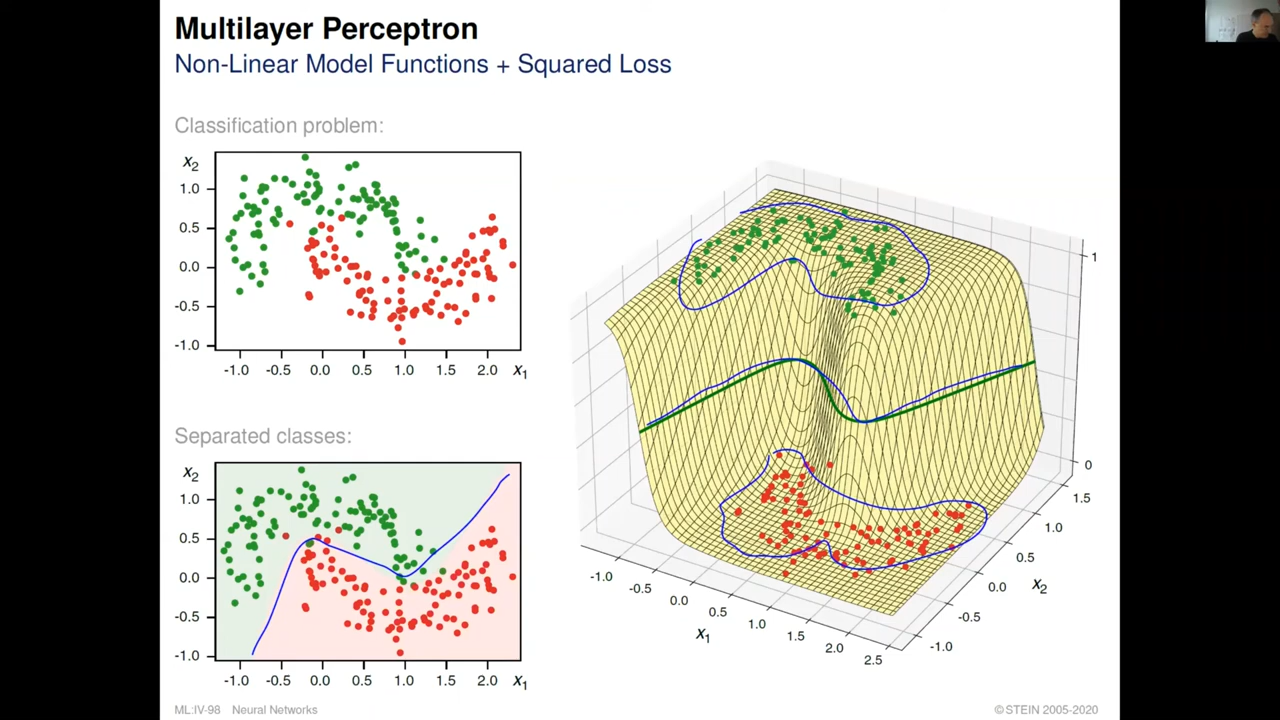 Multilayer Perceptron
Non-Linear Model Functions + Squared Loss
Classification problem:
x2
1.0
0.5
0.0
-0.5
-1.0
-1.0 -0.5 0.0 0.5 1.0 1.5 2.0 x1
Separated classes:
x2
1.0
0.5
0.0
-0.5
-1.0
-1.0 -0.5 0.0 0.5 1.0 1.5 2.0 x1
1
0
1.5
1.0
0.5
0.0
-0.5
-1.0
x2
-1.0 -0.5 0.0 0.5 1.0 1.5 2.0 2.5
x1
ML:IV-98 Neural Networks
©STEIN 2005-2020